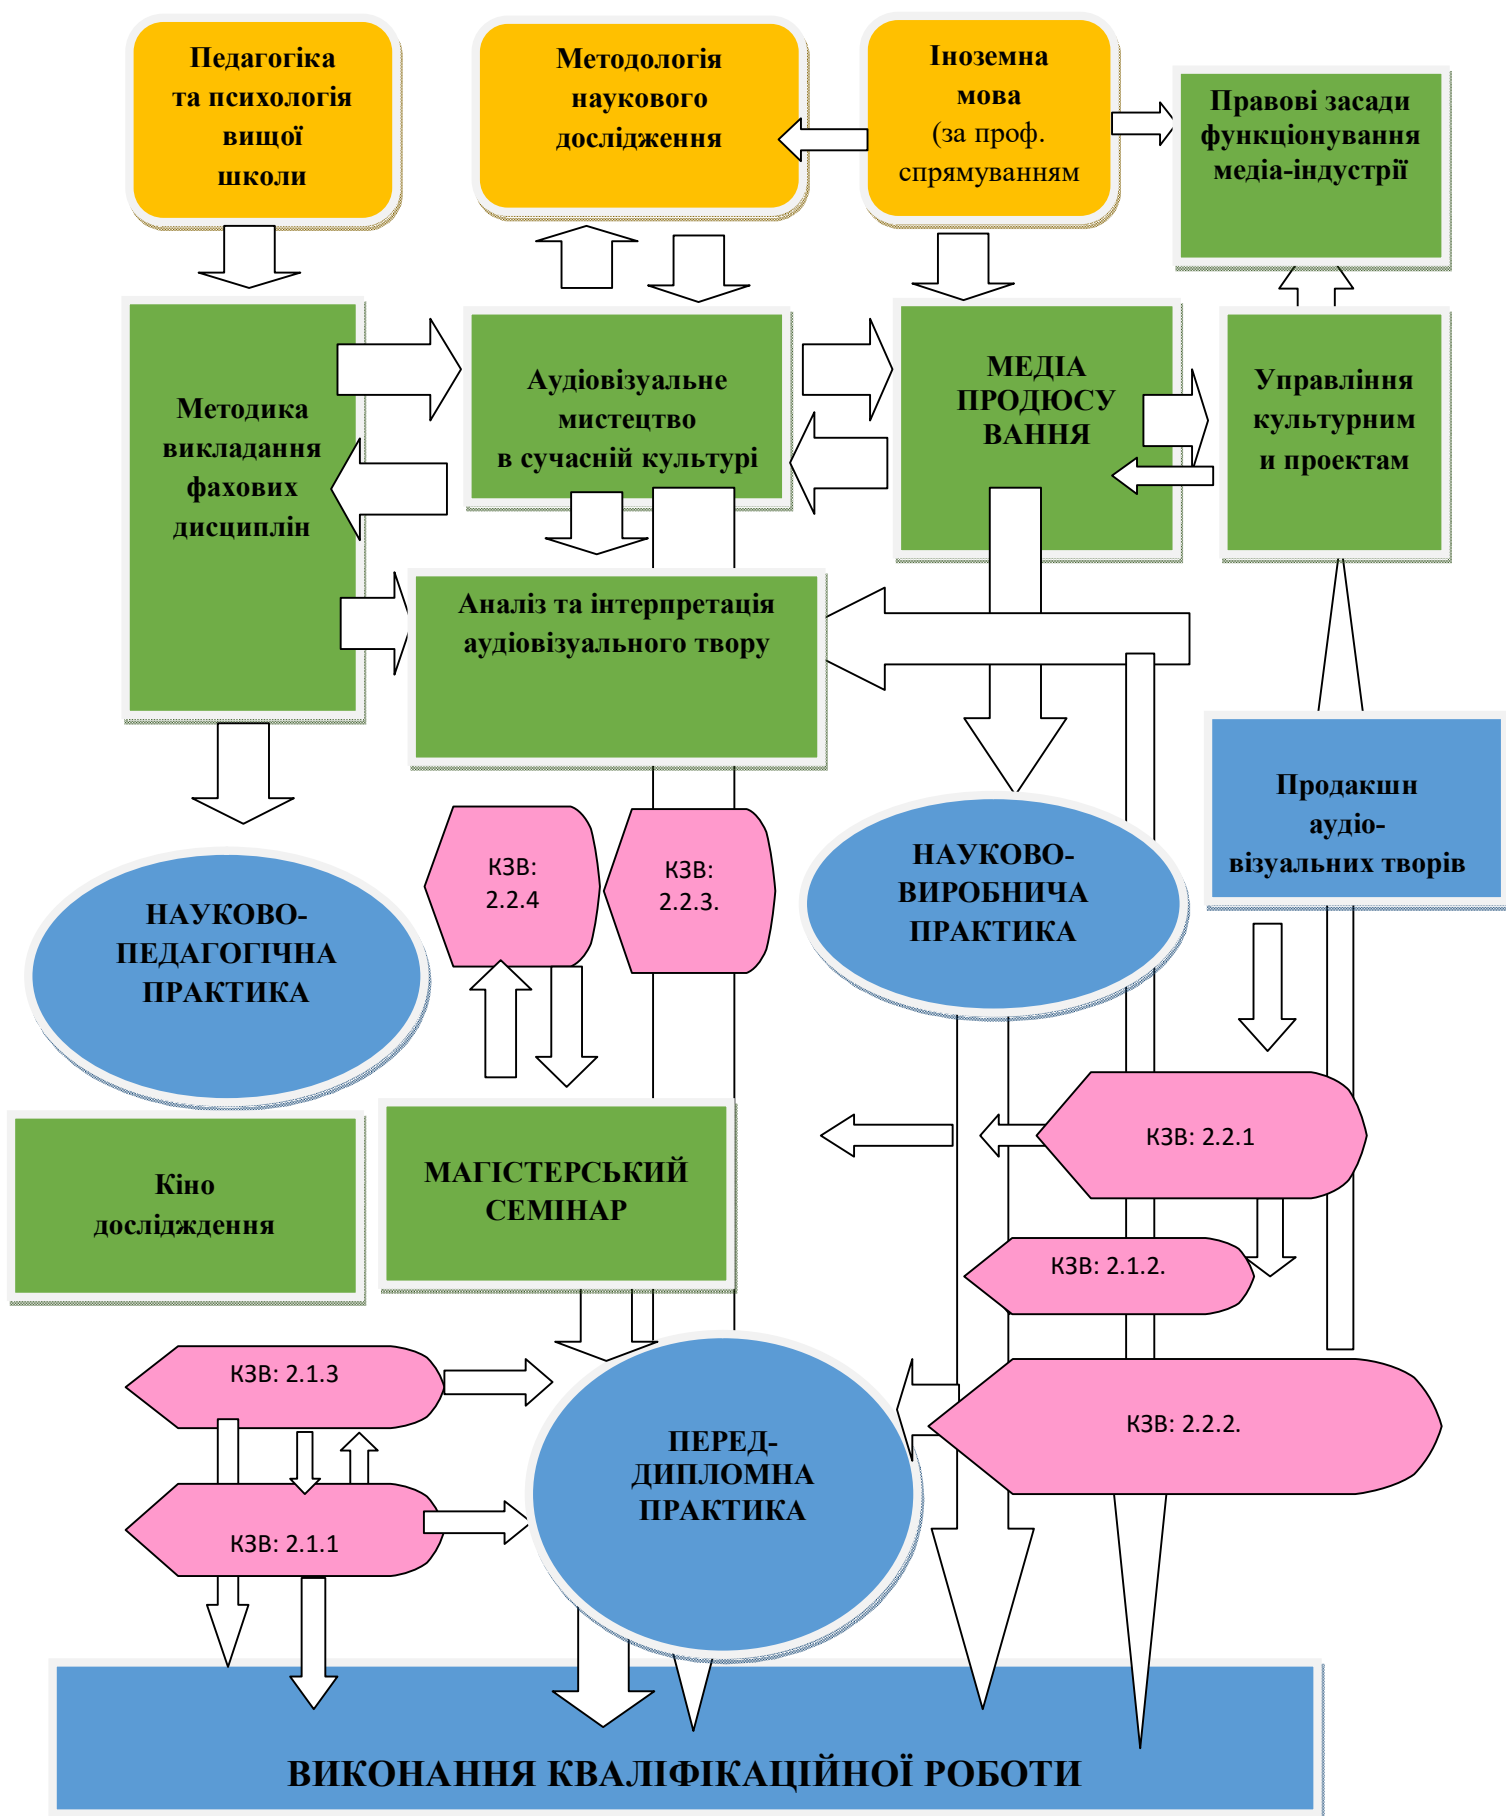 Педагогіка
та психологія
вищої
школи
Методологія
наукового
дослідження
Іноземна
мова
(за проф.
спрямуванням
Правові засади
функціонування
медіа-індустрії
Методика
викладання
фахових
дисциплін
Аудіовізуальне
мистецтво
в сучасній культурі
МЕДІА
ПРОДЮСУ
ВАННЯ
Управління
культурним
и проектам
Аналіз та інтерпретація
аудіовізуального твору
Продакшн
аудіо-
візуальних творів
НАУКОВО-
ПЕДАГОГІЧНА
ПРАКТИКА
КЗВ:
2.2.4
КЗВ:
2.2.3.
НАУКОВО-
ВИРОБНИЧА
ПРАКТИКА
КЗВ: 2.2.1
Кіно
дослідждення
МАГІСТЕРСЬКИЙ
СЕМІНАР
КЗВ: 2.1.2.
КЗВ: 2.1.3
КЗВ: 2.2.2.
ПЕРЕД-
ДИПЛОМНА
ПРАКТИКА
КЗВ: 2.1.1
ВИКОНАННЯ КВАЛІФІКАЦІЙНОЇ РОБОТИ